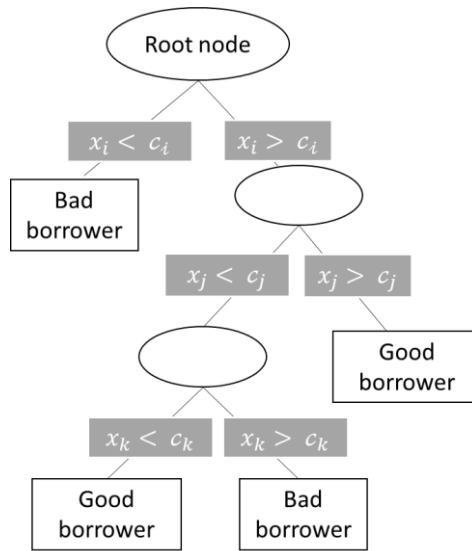 Root node
x_i < c_i
x_i > c_i
Bad
borrower
x_j < c_j
x_j > c_j
Good
borrower
x_k < c_k
x_k > c_k
Good
borrower
Bad
borrower